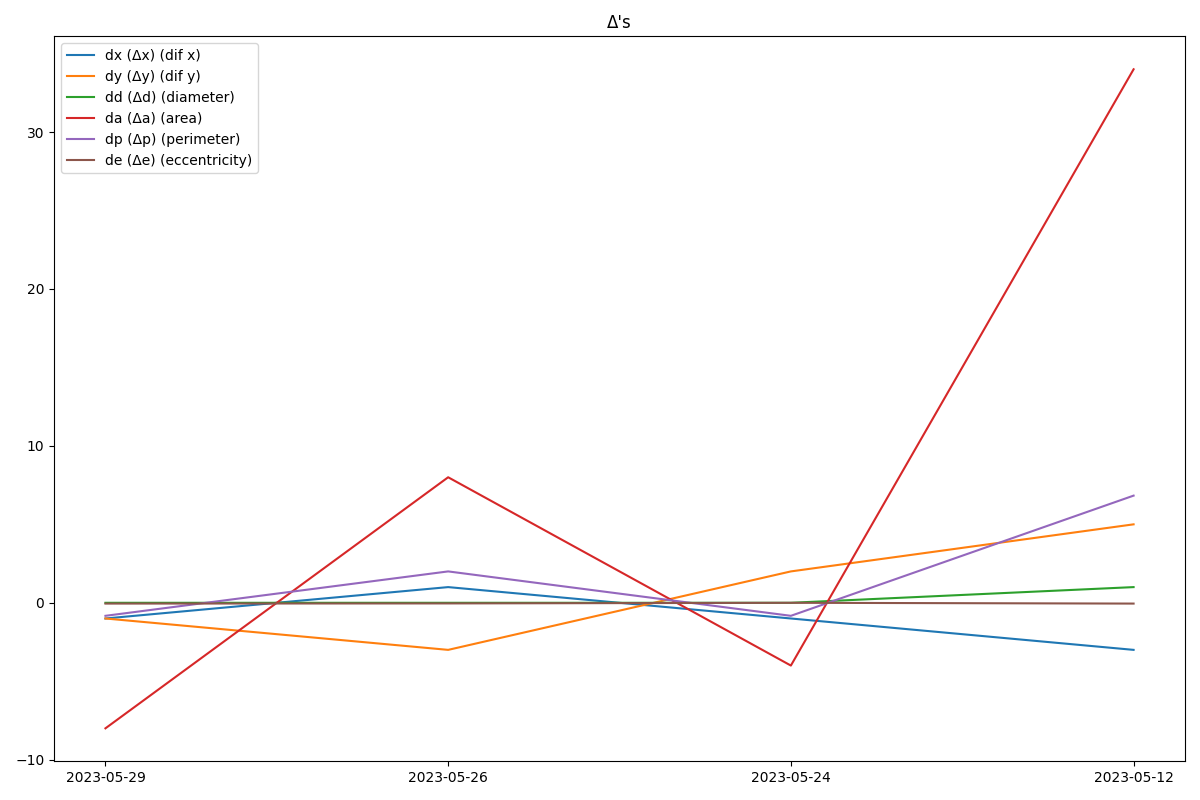 Δ's
dx (Δx) (dif x)
dy (Δy) (dif y)
dd (Δd) (diameter)
da (Δa) (area)
dp (Δp) (perimeter)
de (Δe) (eccentricity)
30
20
10
0
−10
2023-05-29 2023-05-26 2023-05-24 2023-05-12